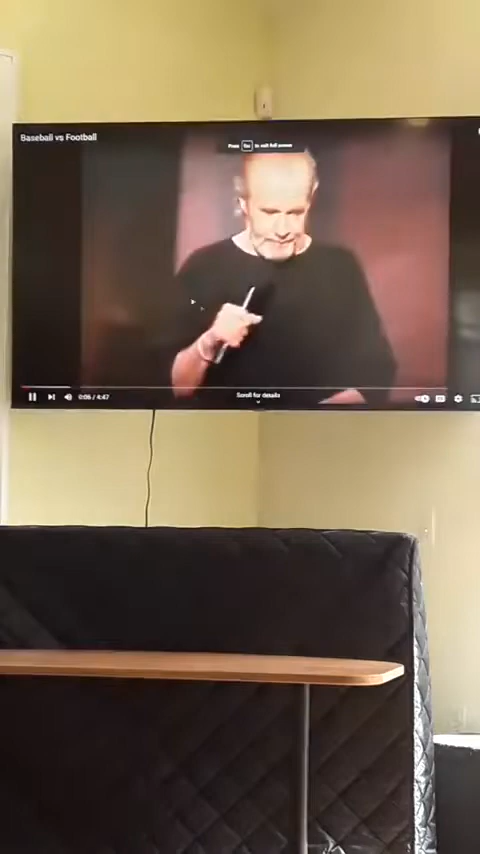 Baseball vs Football
Press Esc to exit full screen
0:06 / 4:47
Scroll for details